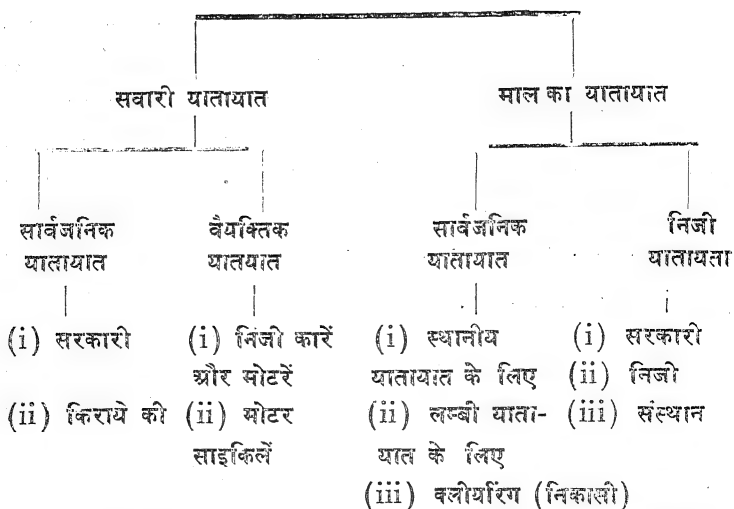 सवारी यातायात
माल का यातायात
सार्वजनिक
यातायात
वैयक्तिक
यातयात
सार्वजनिक
यातायात
निजी
यातायता
(i) सरकारी
(ii) किराये की
(i) निजी कारें
और मोटरें
(ii) मोटर
साइकिलें
(i) स्थानीय
यातायात के लिए
(ii) लम्बी याता-
यात के लिए
(iii) क्लीयरिंग (निकासी)
(i) सरकारी
(ii) निजी
(iii) संस्थान